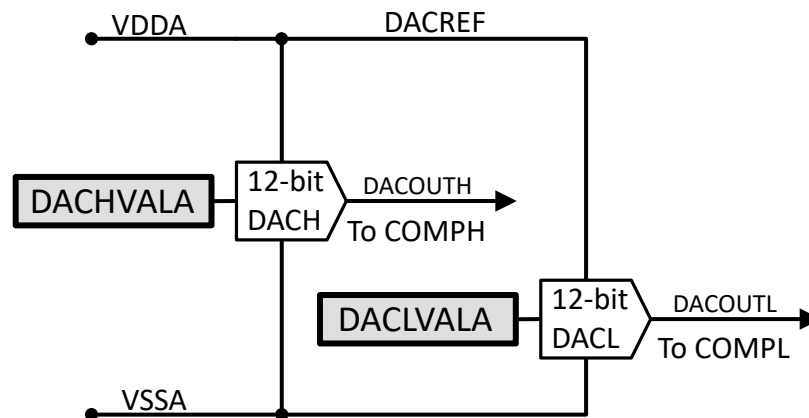 VDDA
DACREF
DACHVALA
12-bit
DACH
DACOUTH
To COMPH
DACLVALA
12-bit
DACL
DACOUTL
To COMPL
VSSA